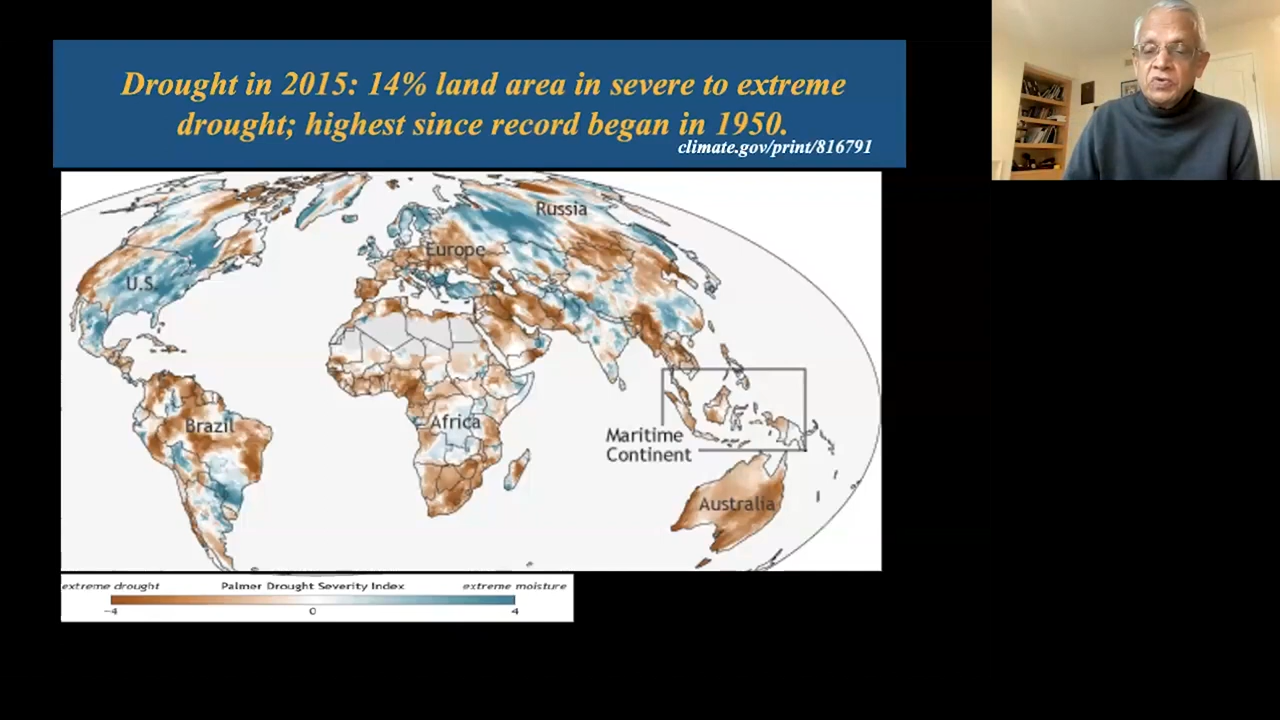 Drought in 2015: 14% land area in severe to extreme
drought; highest since record began in 1950.
climate.gov/print/816791
Russia
Europe
U.S.
Brazil
Africa
Maritime
Continent
Australia
extreme drought Palmer Drought Severity Index extreme moisture
-4 0 4